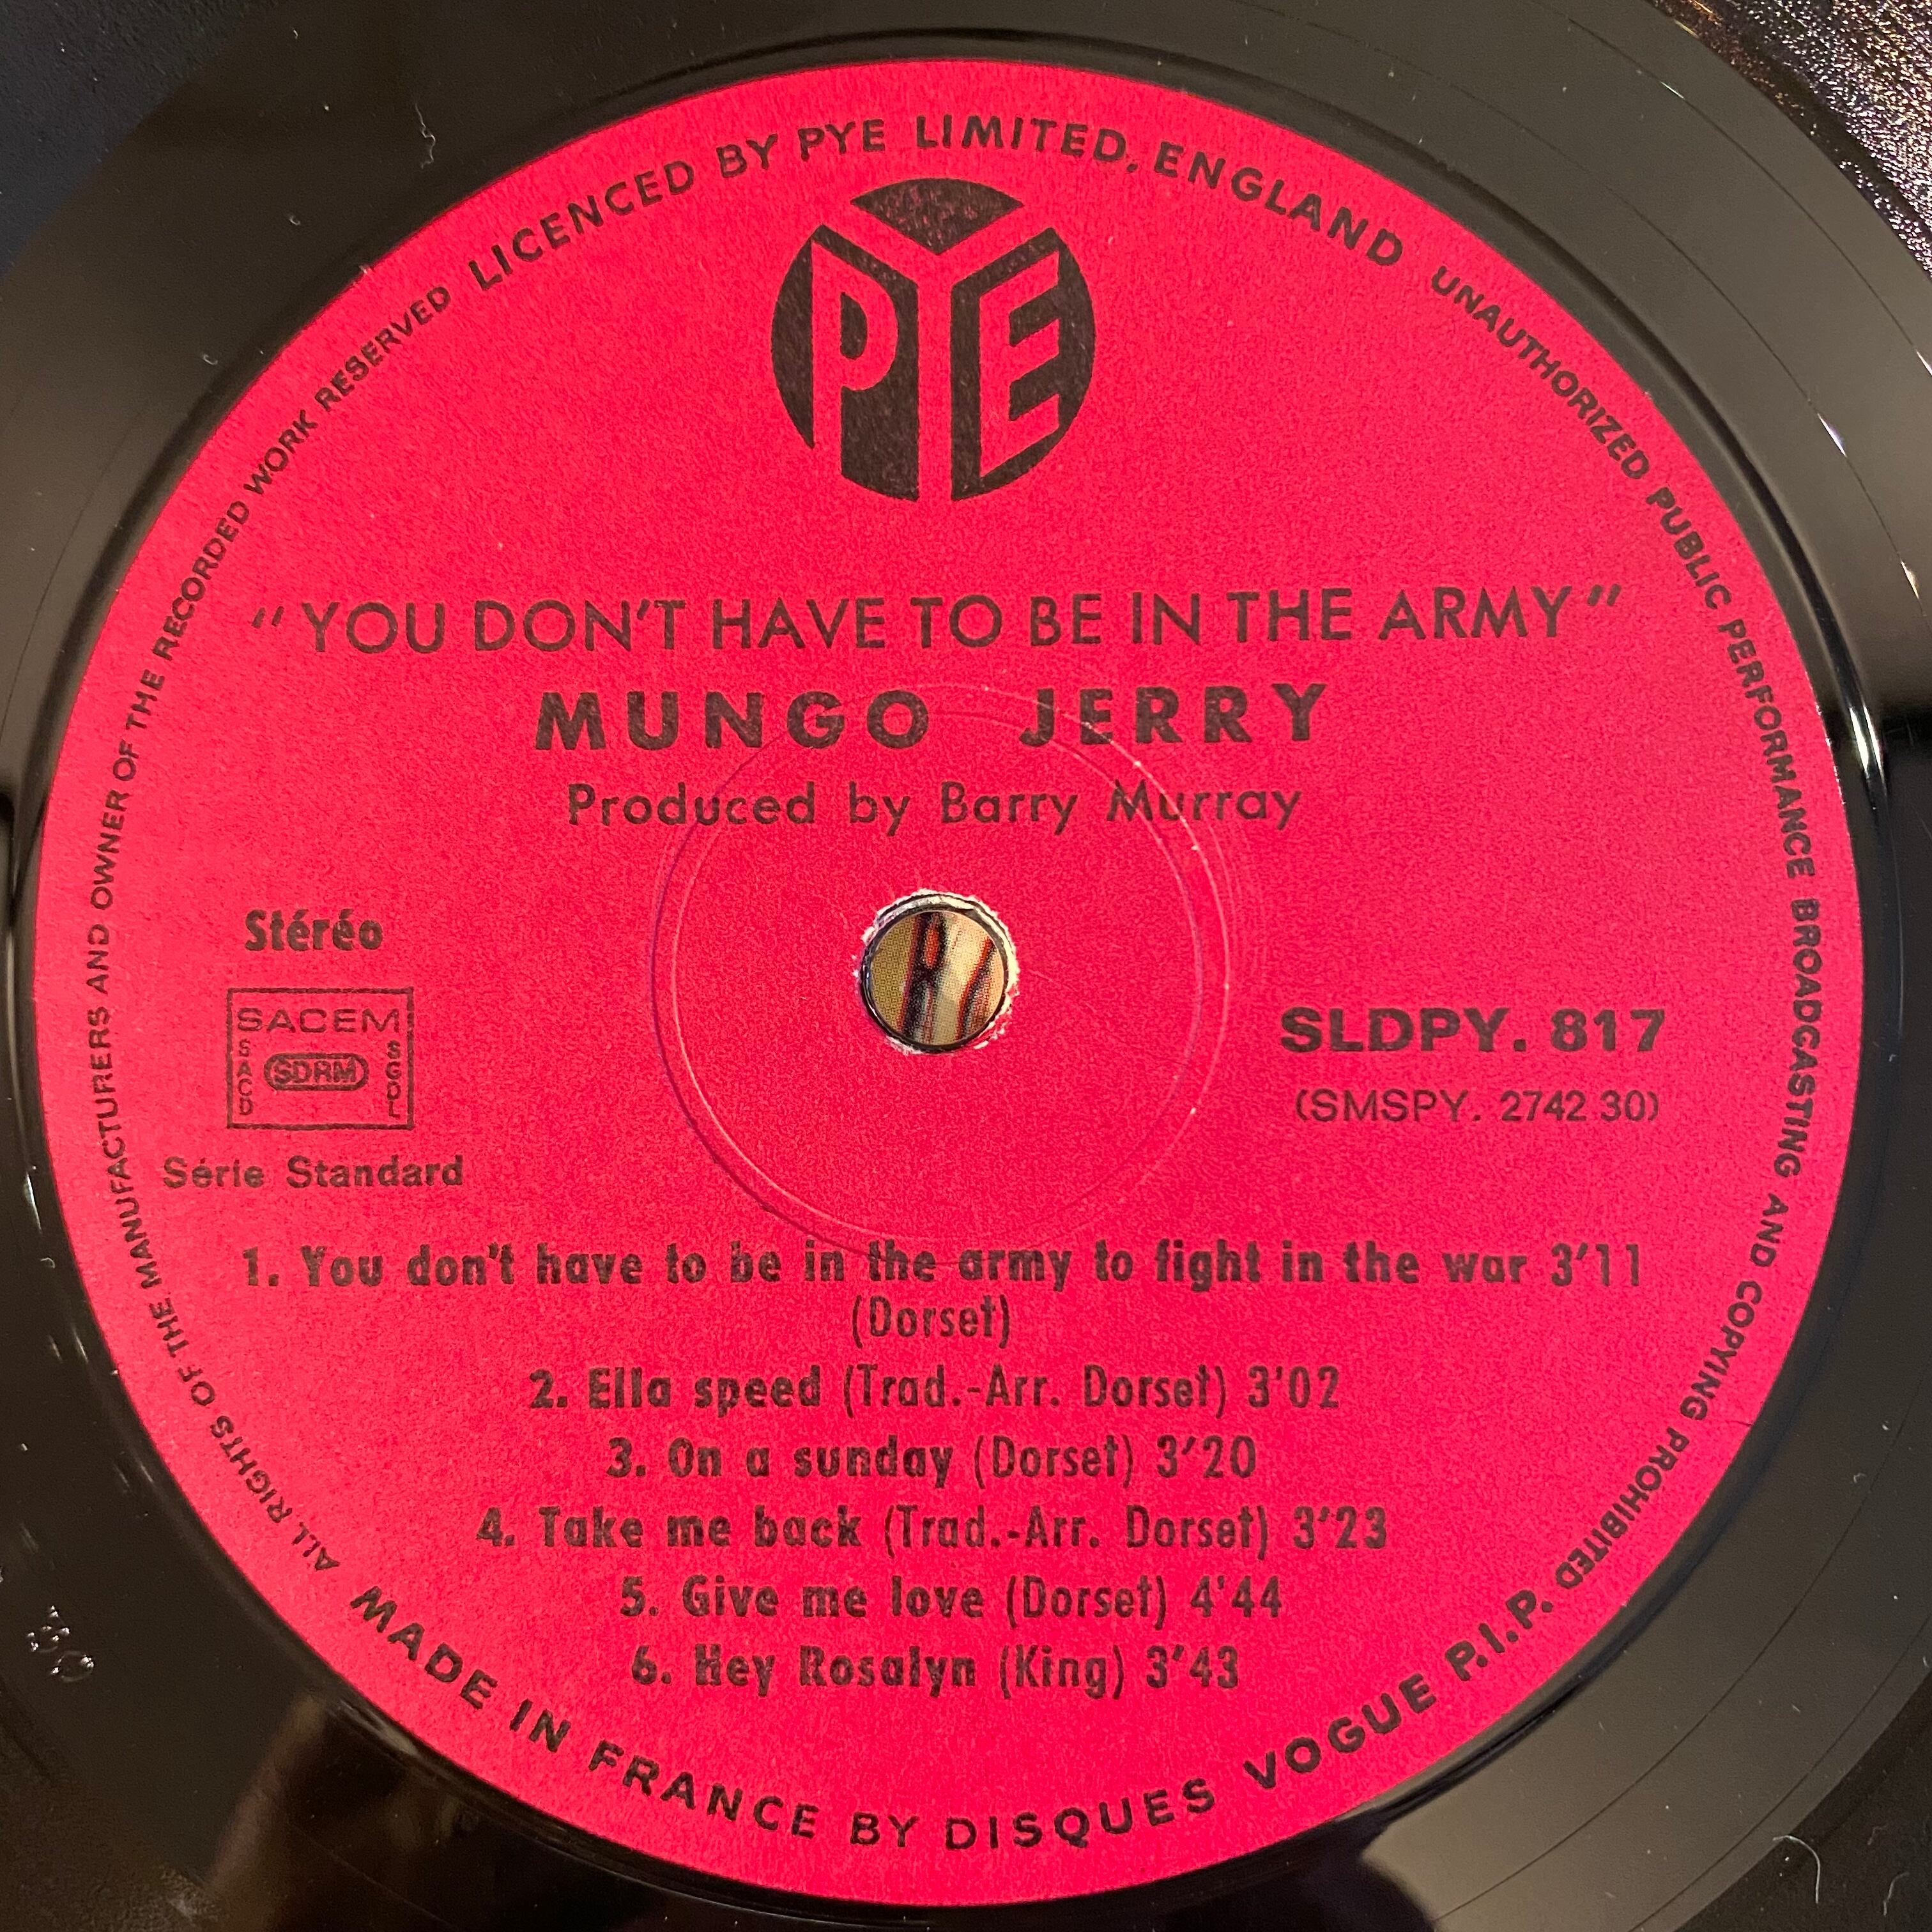 LICENCED BY PYE LIMITED, ENGLAND
UNAUTHORIZED PUBLIC PERFORMANCE BROADCASTING AND COPYING PROHIBITED
PYE
"YOU DON'T HAVE TO BE IN THE ARMY"
MUNGO JERRY
Produced by Barry Murray
Stéréo
SACEM
SACD
SDRM
SGDL
Série Standard
SLDPY. 817
(SMSPY. 2742 30)
1. You don't have to be in the army to fight in the war 3'11
(Dorset)
2. Ella speed (Trad.-Arr. Dorset) 3'02
3. On a sunday (Dorset) 3'20
4. Take me back (Trad.-Arr. Dorset) 3'23
5. Give me love (Dorset) 4'44
6. Hey Rosalyn (King) 3'43
MADE IN FRANCE BY DISQUES VOGUE P.I.P.
ALL RIGHTS OF THE MANUFACTURERS AND OWNER OF THE RECORDED WORK RESERVED